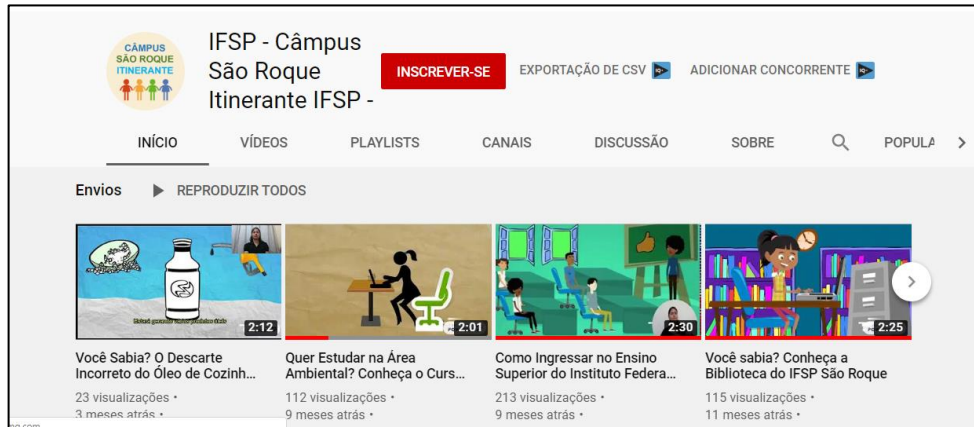 CÂMPUS
SÃO ROQUE
ITINERANTE
IFSP - Câmpus
São Roque
Itinerante IFSP -
INSCREVER-SE
EXPORTAÇÃO DE CSV
ADICIONAR CONCORRENTE
INÍCIO VÍDEOS PLAYLISTS CANAIS DISCUSSÃO SOBRE POPULA
Envios REPRODUZIR TODOS
2:12 2:01 2:30 2:25
Você Sabia? O Descarte
Incorreto do Óleo de Cozinh...
23 visualizações •
3 meses atrás •
Quer Estudar na Área
Ambiental? Conheça o Curs...
112 visualizações •
9 meses atrás •
Como Ingressar no Ensino
Superior do Instituto Federa...
213 visualizações •
9 meses atrás •
Você sabia? Conheça a
Biblioteca do IFSP São Roque
115 visualizações •
11 meses atrás •